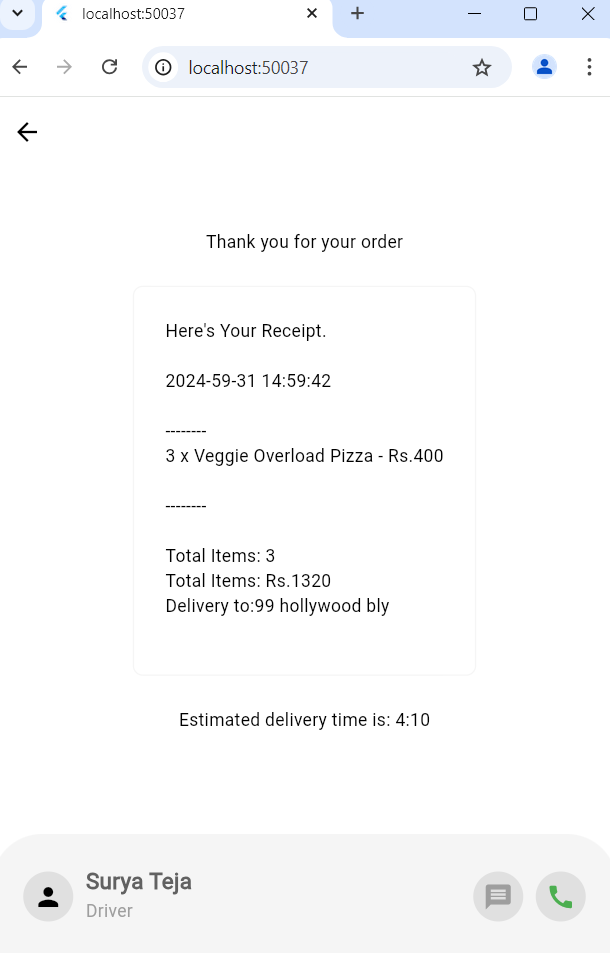 localhost:50037
localhost:50037
Thank you for your order
Here's Your Receipt.
2024-59-31 14:59:42
--------
3 x Veggie Overload Pizza - Rs.400
--------
Total Items: 3
Total Items: Rs.1320
Delivery to:99 hollywood bly
Estimated delivery time is: 4:10
Surya Teja
Driver